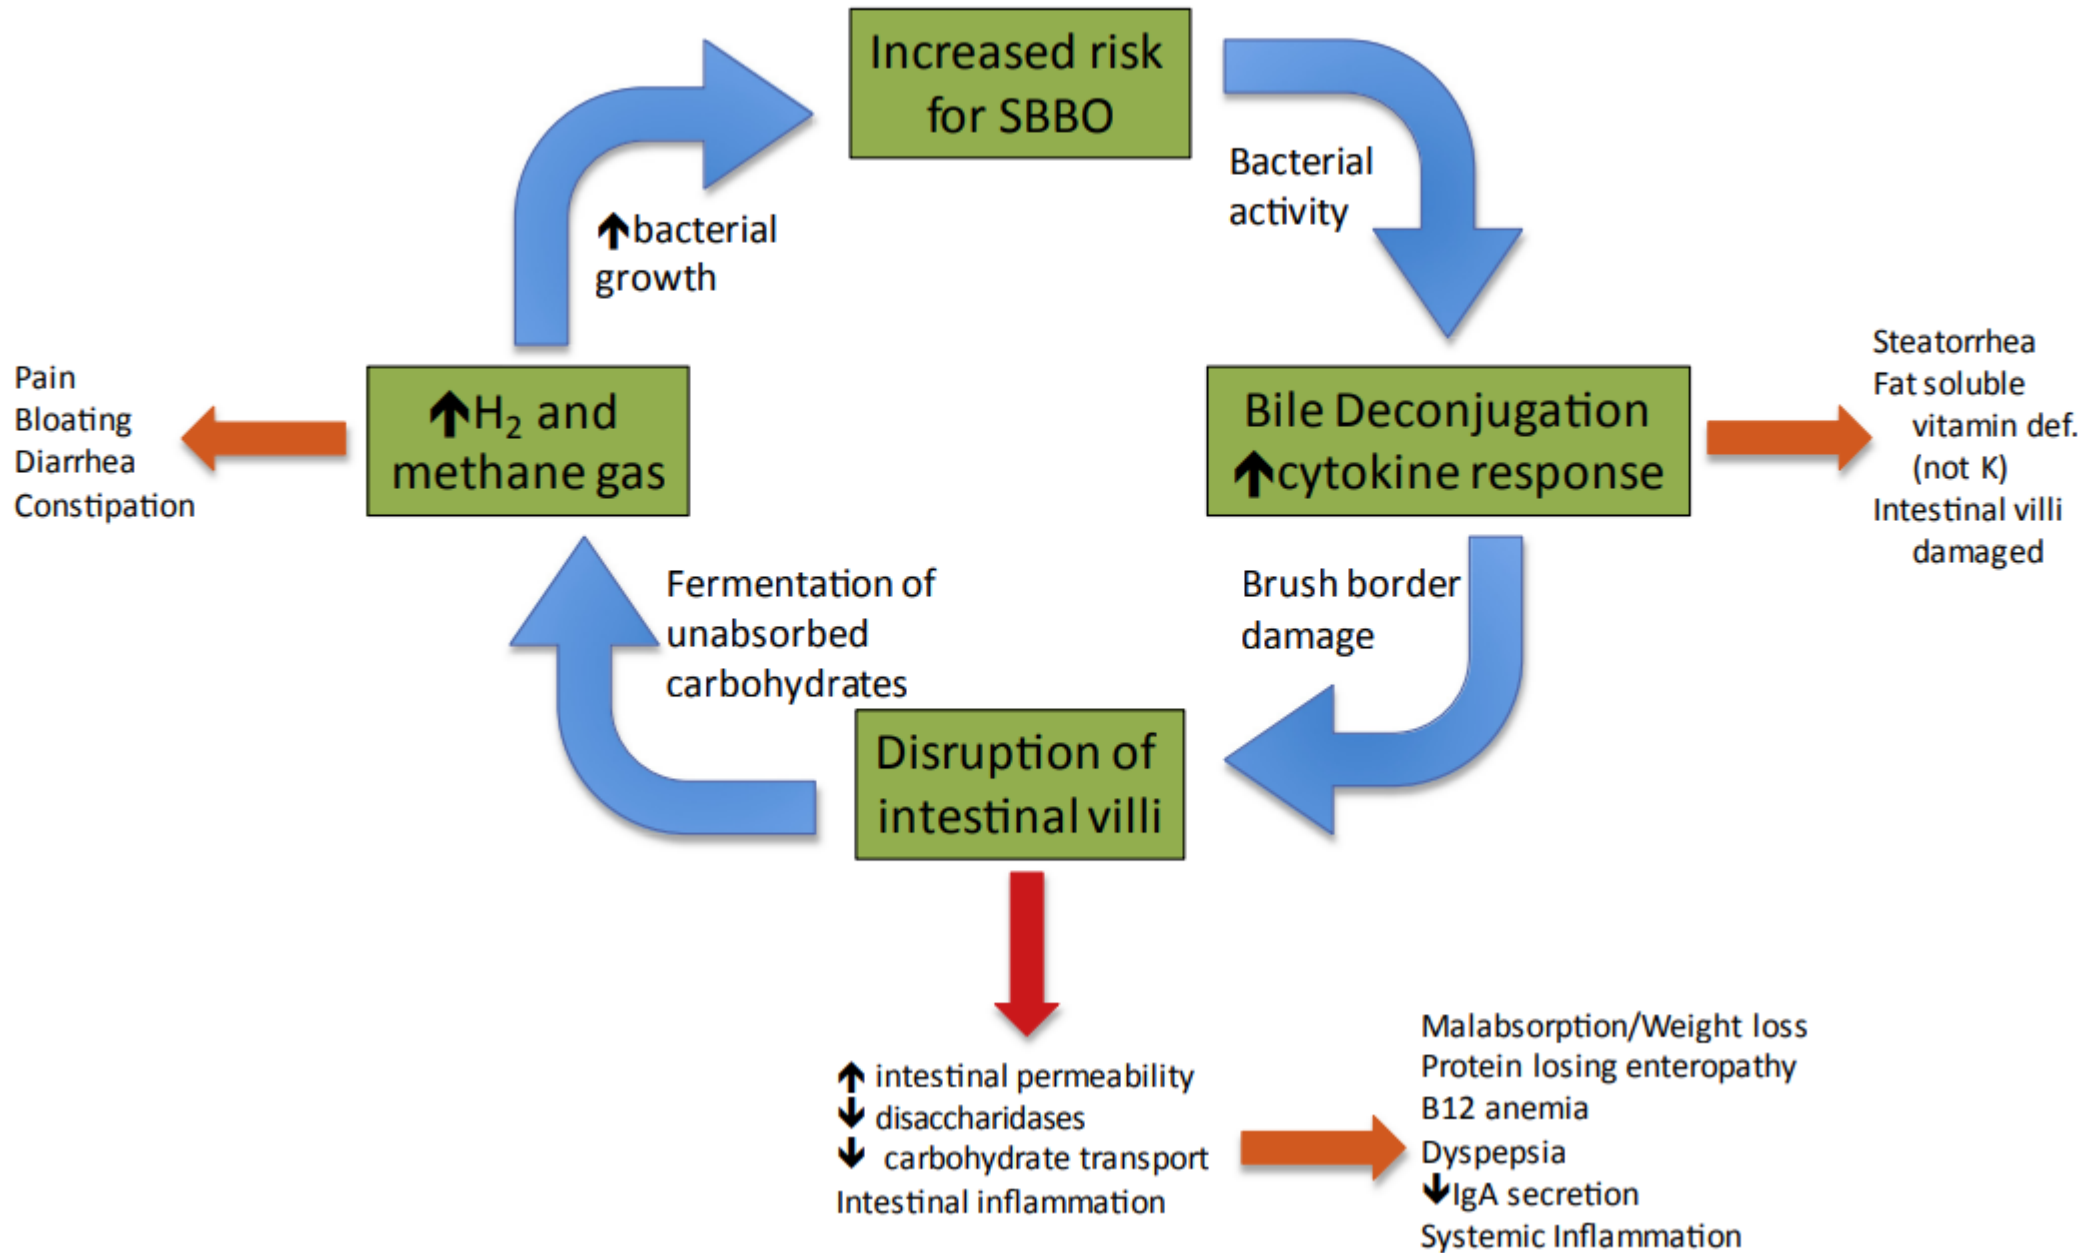 Increased risk
for SBBO
Bacterial
activity
⬆bacterial
growth
Steatorrhea
Fat soluble
vitamin def.
(not K)
Intestinal villi
damaged
Bile Deconjugation
⬆cytokine response
⬆H₂ and
methane gas
Pain
Bloating
Diarrhea
Constipation
Brush border
damage
Fermentation of
unabsorbed
carbohydrates
Disruption of
intestinal villi
⬆ intestinal permeability
⬇ disaccharidases
⬇ carbohydrate transport
Intestinal inflammation
Malabsorption/Weight loss
Protein losing enteropathy
B12 anemia
Dyspepsia
⬇IgA secretion
Systemic Inflammation